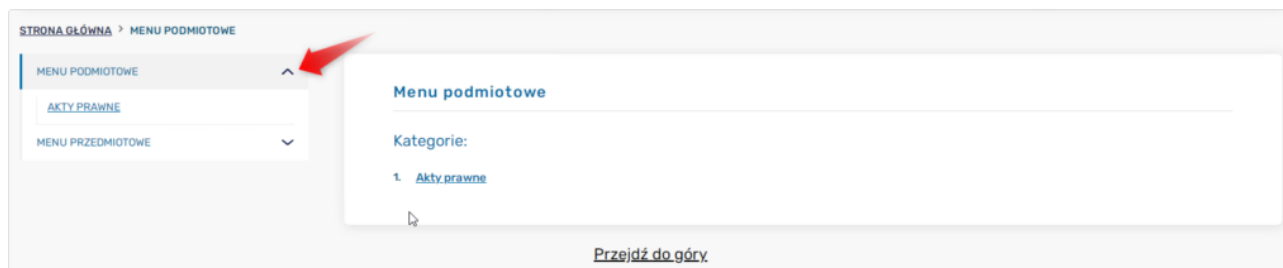 STRONA GŁÓWNA > MENU PODMIOTOWE
MENU PODMIOTOWE
AKTY PRAWNE
MENU PRZEDMIOTOWE
Menu podmiotowe
Kategorie:
1. Akty prawne
Przejdź do góry